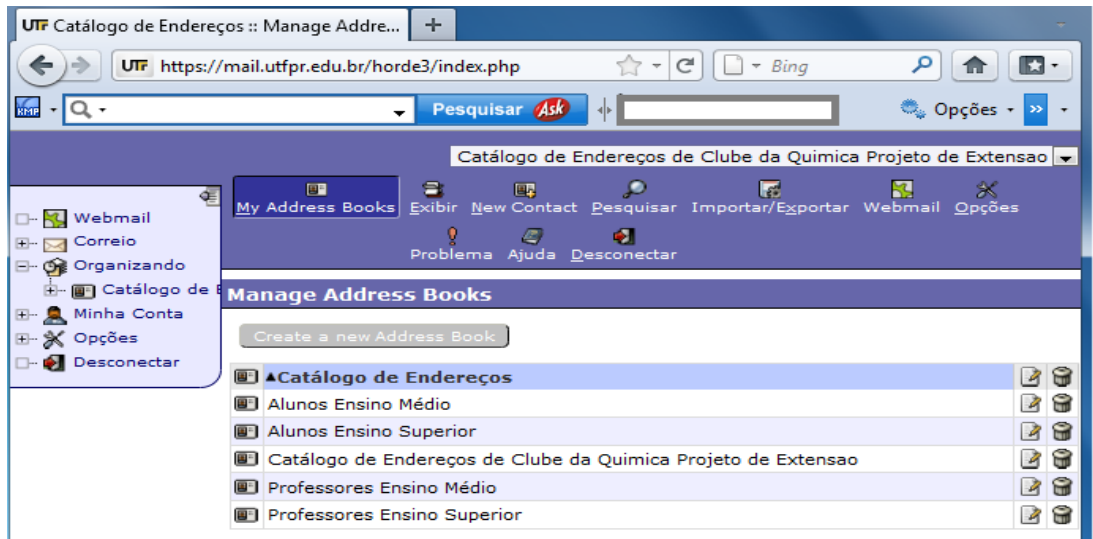 UTF Catálogo de Endereços :: Manage Addre...
UTF https://mail.utfpr.edu.br/horde3/index.php Bing
KMP Pesquisar Ask Opções »
Catálogo de Endereços de Clube da Quimica Projeto de Extensao
My Address Books Exibir New Contact Pesquisar Importar/Exportar Webmail Opções
Problema Ajuda Desconectar
Webmail
Correio
Organizando
Catálogo de E
Minha Conta
Opções
Desconectar
Manage Address Books
Create a new Address Book
Catálogo de Endereços
Alunos Ensino Médio
Alunos Ensino Superior
Catálogo de Endereços de Clube da Quimica Projeto de Extensao
Professores Ensino Médio
Professores Ensino Superior